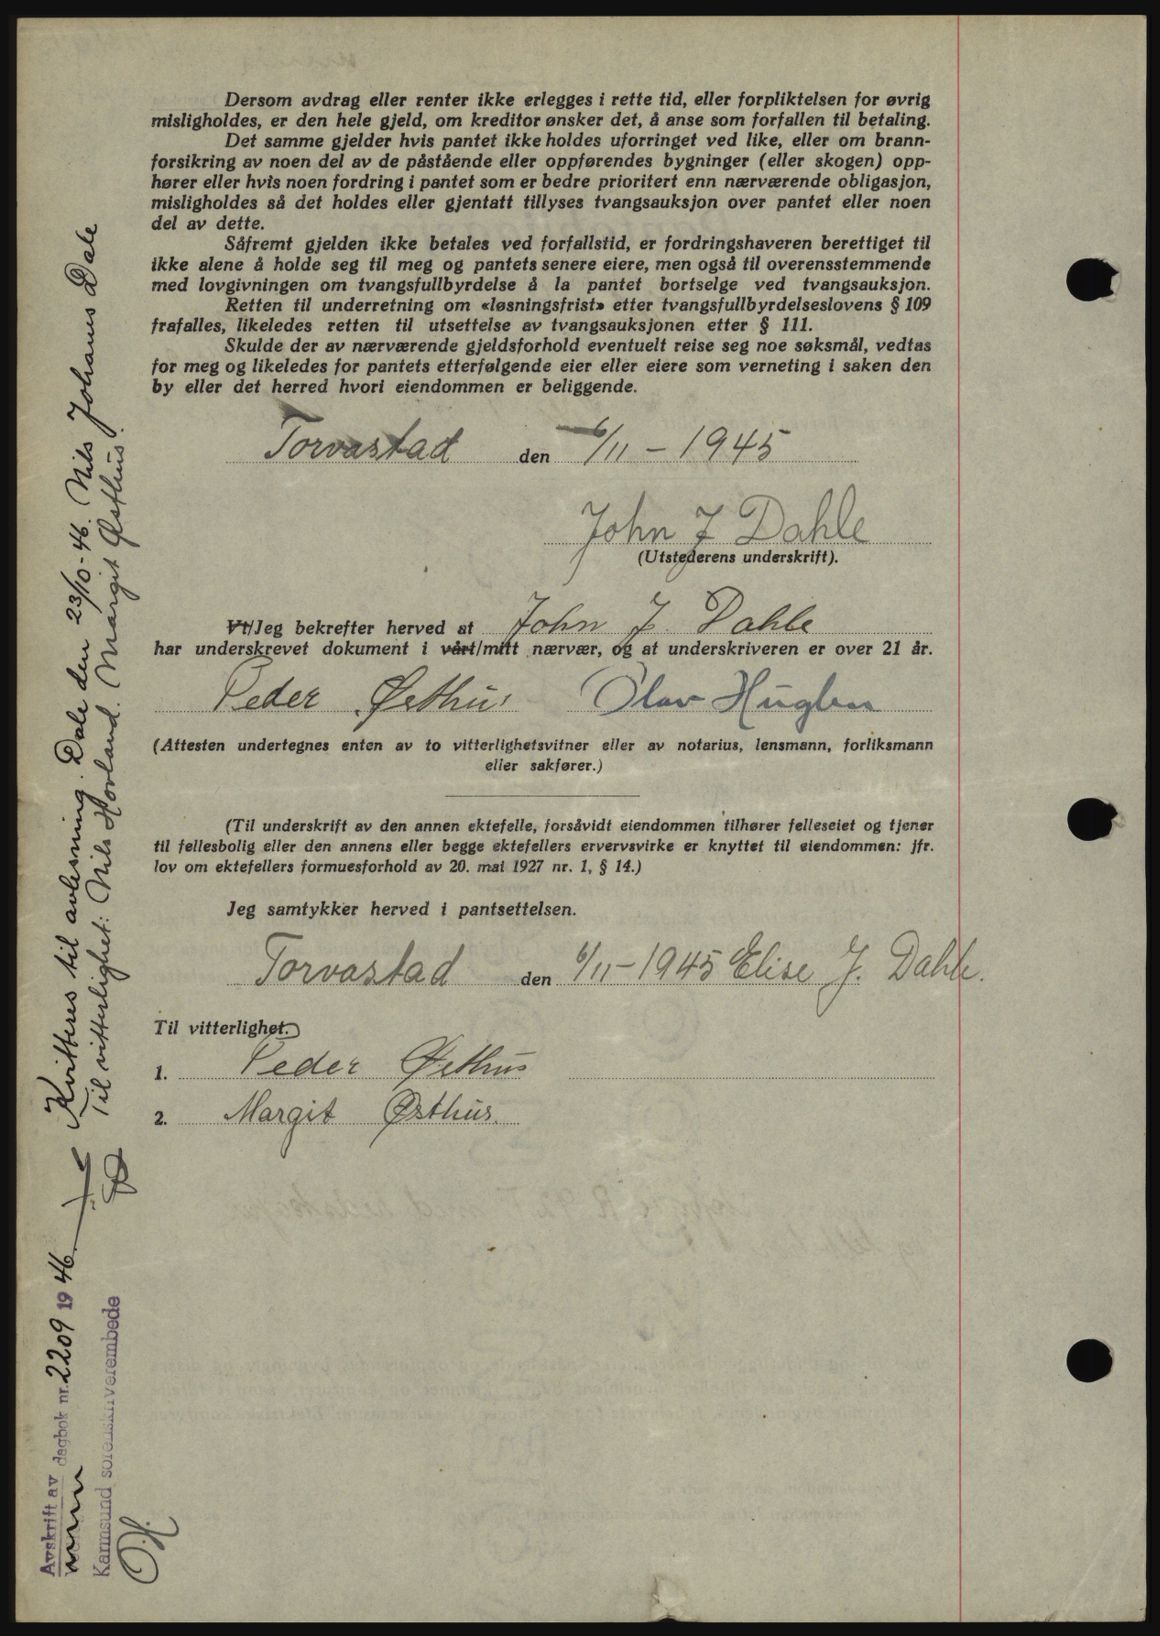 Dersom avdrag eller renter ikke erlegges i rette tid, eller forpliktelsen for øvrig
misligholdes, er den hele gjeld, om kreditor ønsker det, å anse som forfallen til betaling.
Det samme gjelder hvis pantet ikke holdes uforringet ved like, eller om brann-
forsikring av noen del av de påstående eller oppførendes bygninger (eller skogen) opp-
hører eller hvis noen fordring i pantet som er bedre prioritert enn nærværende obligasjon,
misligholdes så det holdes eller gjentatt tillyses tvangsauksjon over pantet eller noen
del av dette.
Såfremt gjelden ikke betales ved forfallstid, er fordringshaveren berettiget til
ikke alene å holde seg til meg og pantets senere eiere, men også til overensstemmende
med lovgivningen om tvangsfullbyrdelse å la pantet bortselge ved tvangsauksjon.
Retten til underretning om «løsningsfrist» etter tvangsfullbyrdelseslovens § 109
frafalles, likeledes retten til utsettelse av tvangsauksjonen etter § 111.
Skulde der av nærværende gjeldsforhold eventuelt reise seg noe søksmål, vedtas
for meg og likeledes for pantets etterfølgende eier eller eiere som verneting i saken den
by eller det herred hvori eiendommen er beliggende.
Torvastad den 6/11 - 1945
John J Dahle
(Utstederens underskrift).
Vi/Jeg bekrefter herved at John J. Dahle
har underskrevet dokument i vårt/mitt nærvær, og at underskriveren er over 21 år.
Peder Østhus Olav Huglen
(Attesten undertegnes enten av to vitterlighetsvitner eller av notarius, lensmann, forliksmann
eller sakfører.)
(Til underskrift av den annen ektefelle, forsåvidt eiendommen tilhører felleseiet og tjener
til fellesbolig eller den annens eller begge ektefellers ervervsvirke er knyttet til eiendommen: jfr.
lov om ektefellers formuesforhold av 20. mai 1927 nr. 1, § 14.)
Jeg samtykker herved i pantsettelsen.
Torvastad den 6/11 - 1945 Elise J. Dahle.
Til vitterlighet.
1. Peder Østhus
2. Margit Østhus.
Kvitteres til avlesning. Dale den 23/10-46. Nils Johans Dale
Til vitterlighet: Nils Hovland. Margit Østhus.
Avskrift av dagbok nr. 2209 1946
Karmsund sorenskriverembede